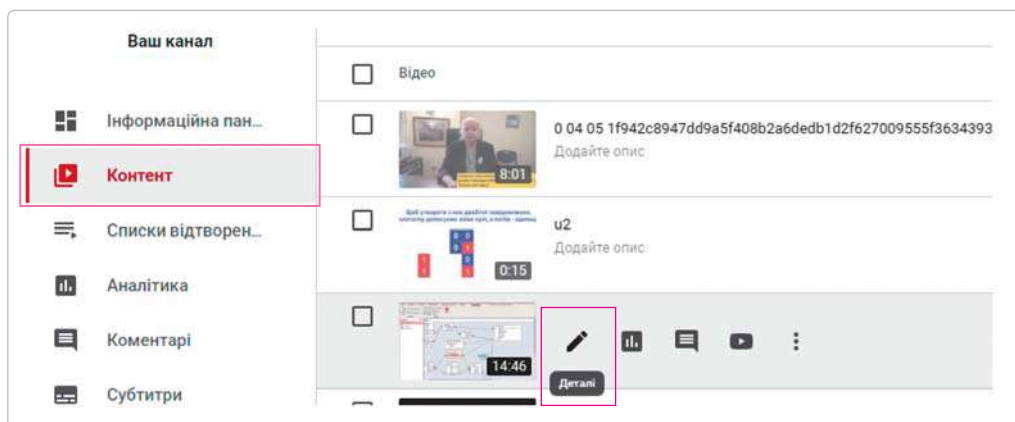 Ваш канал
Інформаційна пан...
Контент
Списки відтворен...
Аналітика
Коментарі
Субтитри
Відео
0 04 05 1f942c8947dd9a5f408b2a6dedb1d2f627009555f3634393
Додайте опис
8:01
u2
Додайте опис
0:15
14:46
Деталі